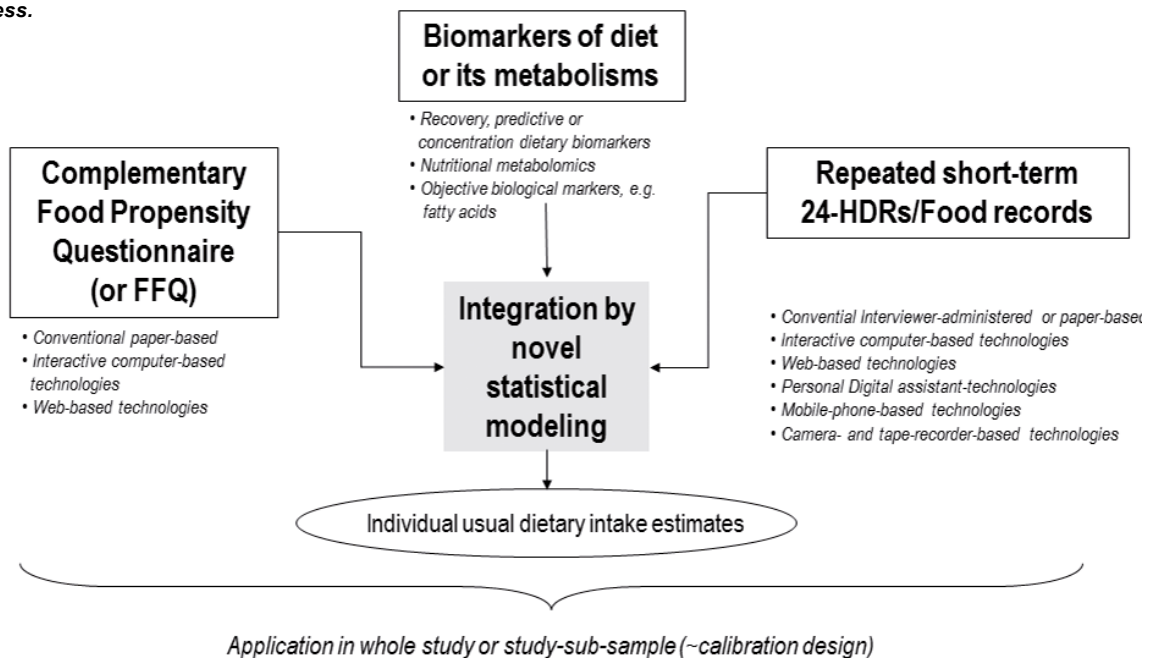 ess.
Biomarkers of diet
or its metabolisms
• Recovery, predictive or
concentration dietary biomarkers
• Nutritional metabolomics
• Objective biological markers, e.g.
fatty acids
Complementary
Food Propensity
Questionnaire
(or FFQ)
• Conventional paper-based
• Interactive computer-based
technologies
• Web-based technologies
Repeated short-term
24-HDRs/Food records
• Convential Interviewer-administered or paper-based
• Interactive computer-based technologies
• Web-based technologies
• Personal Digital assistant-technologies
• Mobile-phone-based technologies
• Camera- and tape-recorder-based technologies
Integration by
novel
statistical
modeling
Individual usual dietary intake estimates
Application in whole study or study-sub-sample (~calibration design)